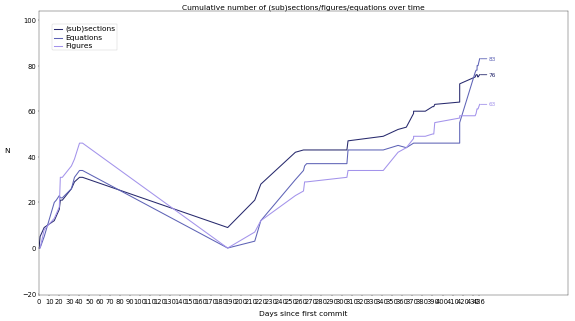 Cumulative number of (sub)sections/figures/equations over time
(sub)sections
Equations
Figures
100
80
60
40
20
0
−20
N
83
76
63
0 10 20 30 40 50 60 70 80 90 100 110 120 130 140 150 160 170 180 190 200 210 220 230 240 250 260 270 280 290 300 310 320 330 340 350 360 370 380 390 400 410 420 430 436
Days since first commit